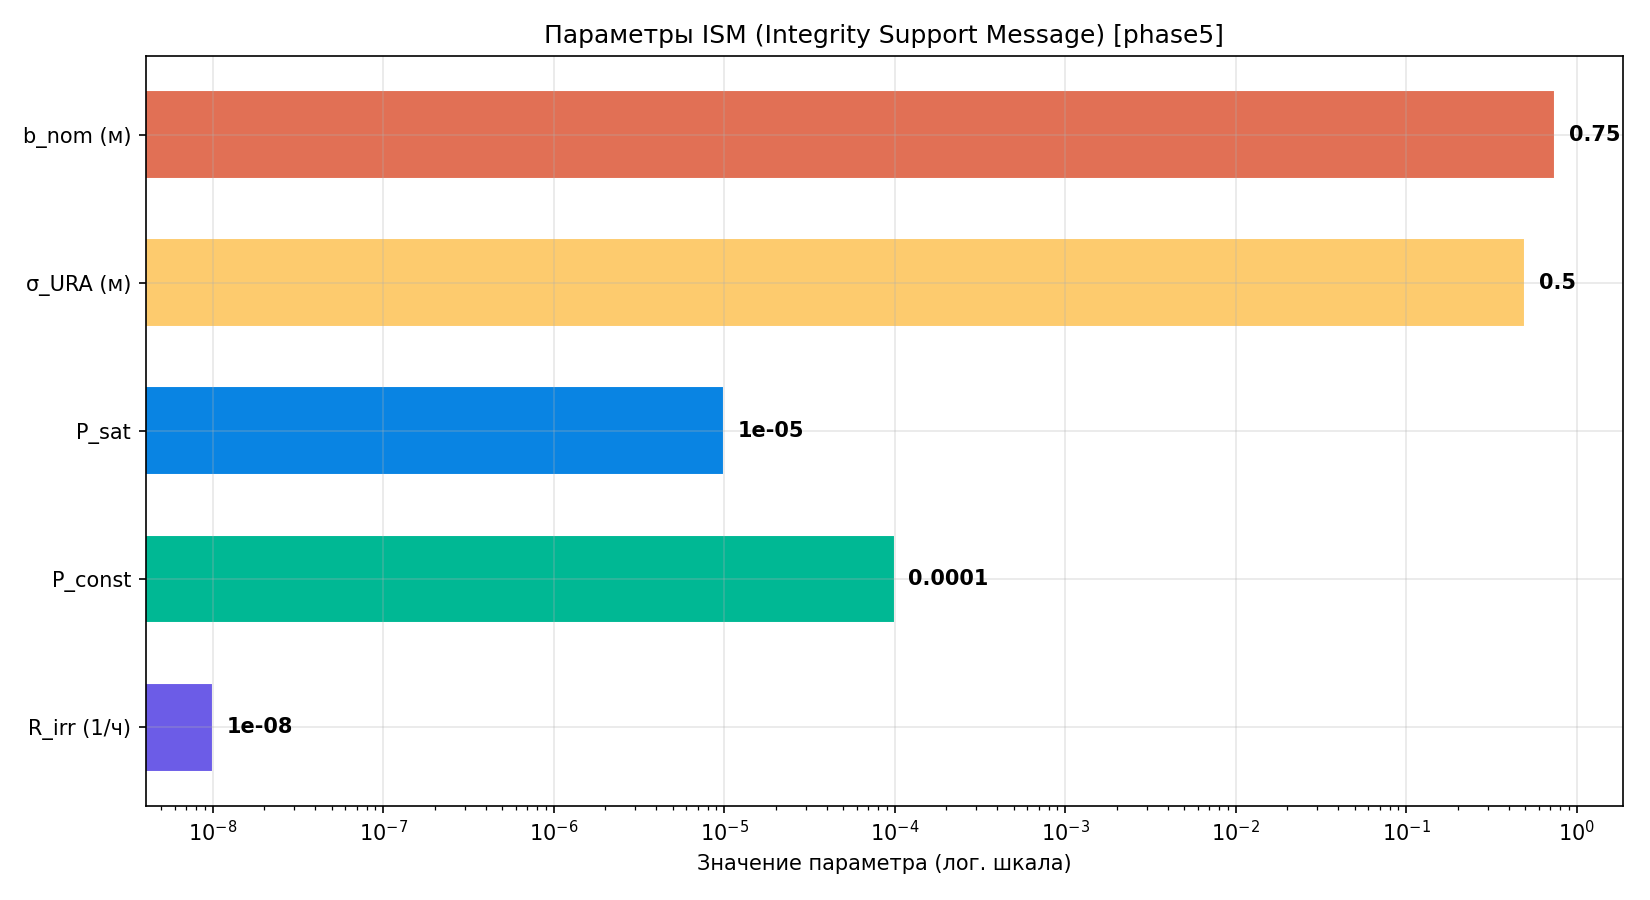 Параметры ISM (Integrity Support Message) [phase5]
b_nom (м)
0.75
σ_URA (м)
0.5
P_sat
1e-05
P_const
0.0001
R_irr (1/ч)
1e-08
10⁻⁸ 10⁻⁷ 10⁻⁶ 10⁻⁵ 10⁻⁴ 10⁻³ 10⁻² 10⁻¹ 10⁰
Значение параметра (лог. шкала)